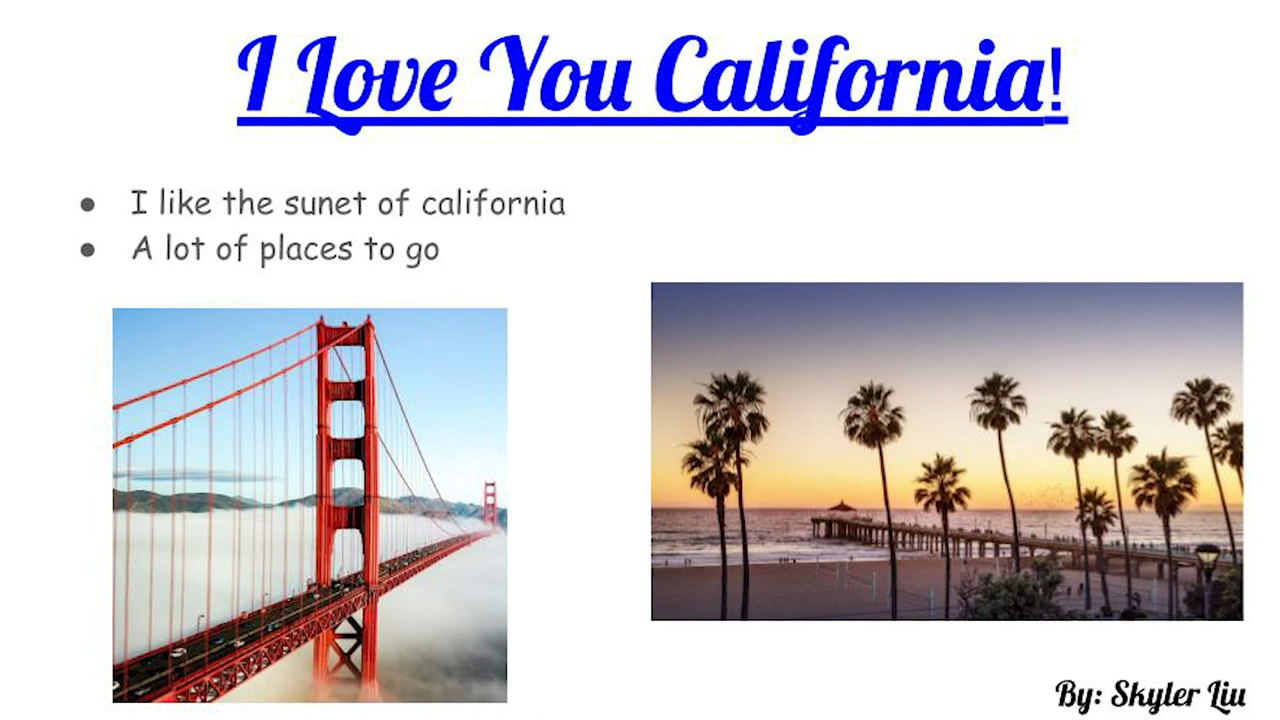 I Love You California!
● I like the sunet of california
● A lot of places to go
By: Skyler Liu